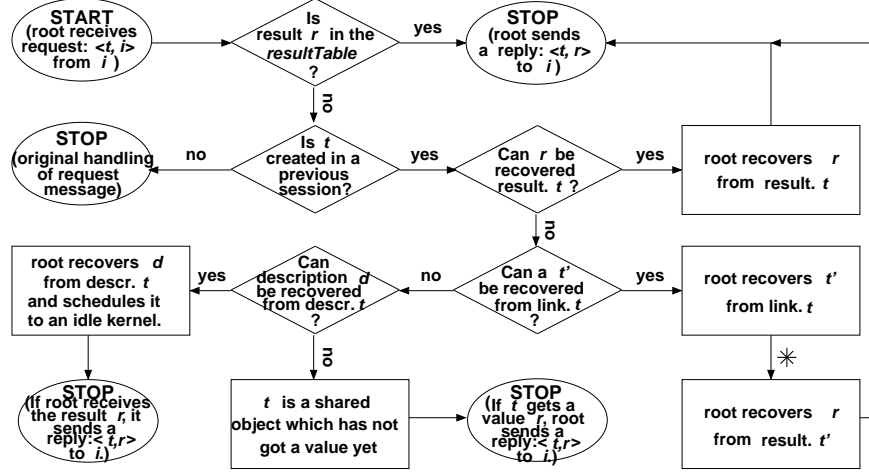 START
(root receives
request: <t, i>
from i )
Is
result r in the
resultTable
?
yes
STOP
(root sends
a reply: <t, r>
to i )
no
STOP
(original handling
of request
message)
no
Is t
created in a
previous
session?
yes
Can r be
recovered
result. t ?
yes
root recovers r
from result. t
no
root recovers d
from descr. t
and schedules it
to an idle kernel.
yes
Can
description d
be recovered
from descr. t
?
no
Can a t'
be recovered
from link. t
?
yes
root recovers t'
from link. t
no
STOP
(If root receives
the result r, it
sends a
reply:< t,r>
to i.)
t is a shared
object which has not
got a value yet
STOP
(If t gets a
value r, root
sends a
reply:< t,r>
to i.)
root recovers r
from result. t'